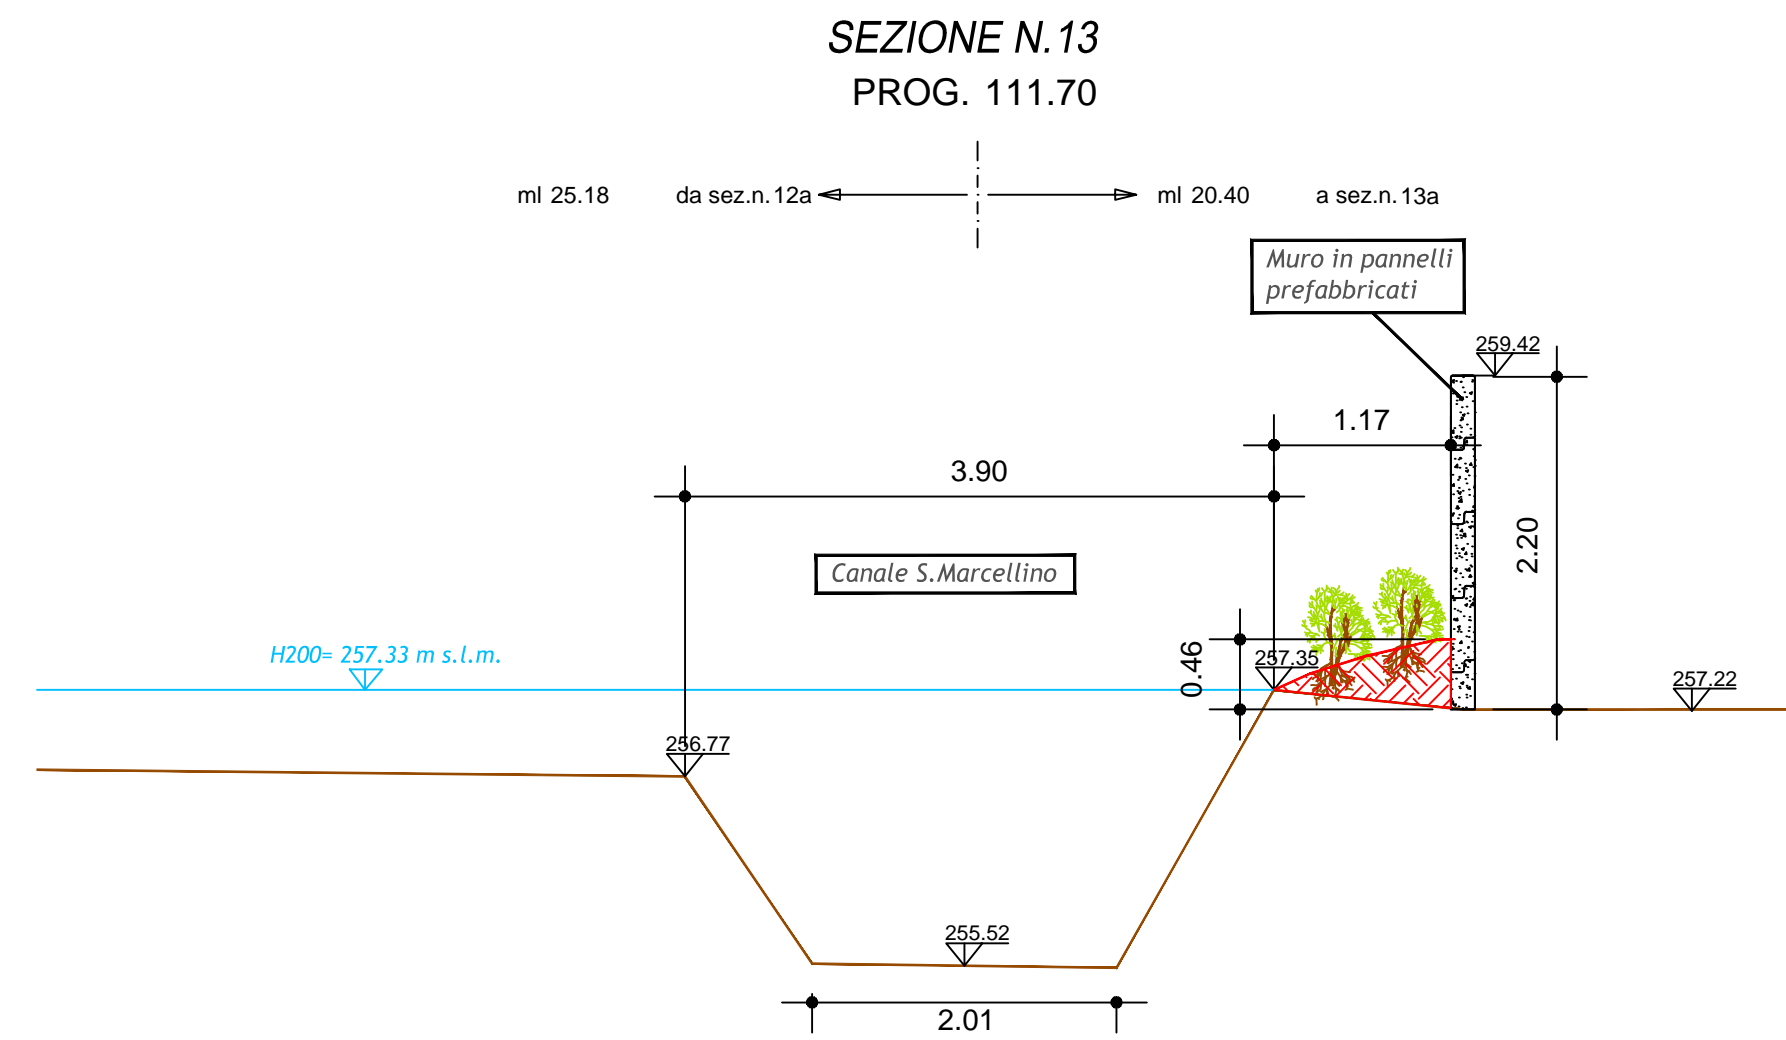 SEZIONE N.13
PROG. 111.70
ml 25.18 da sez.n.12a ml 20.40 a sez.n.13a
Muro in pannelli
prefabbricati
259.42
1.17
3.90
2.20
Canale S.Marcellino
H200= 257.33 m s.l.m.
0.46
257.35
257.22
256.77
255.52
2.01